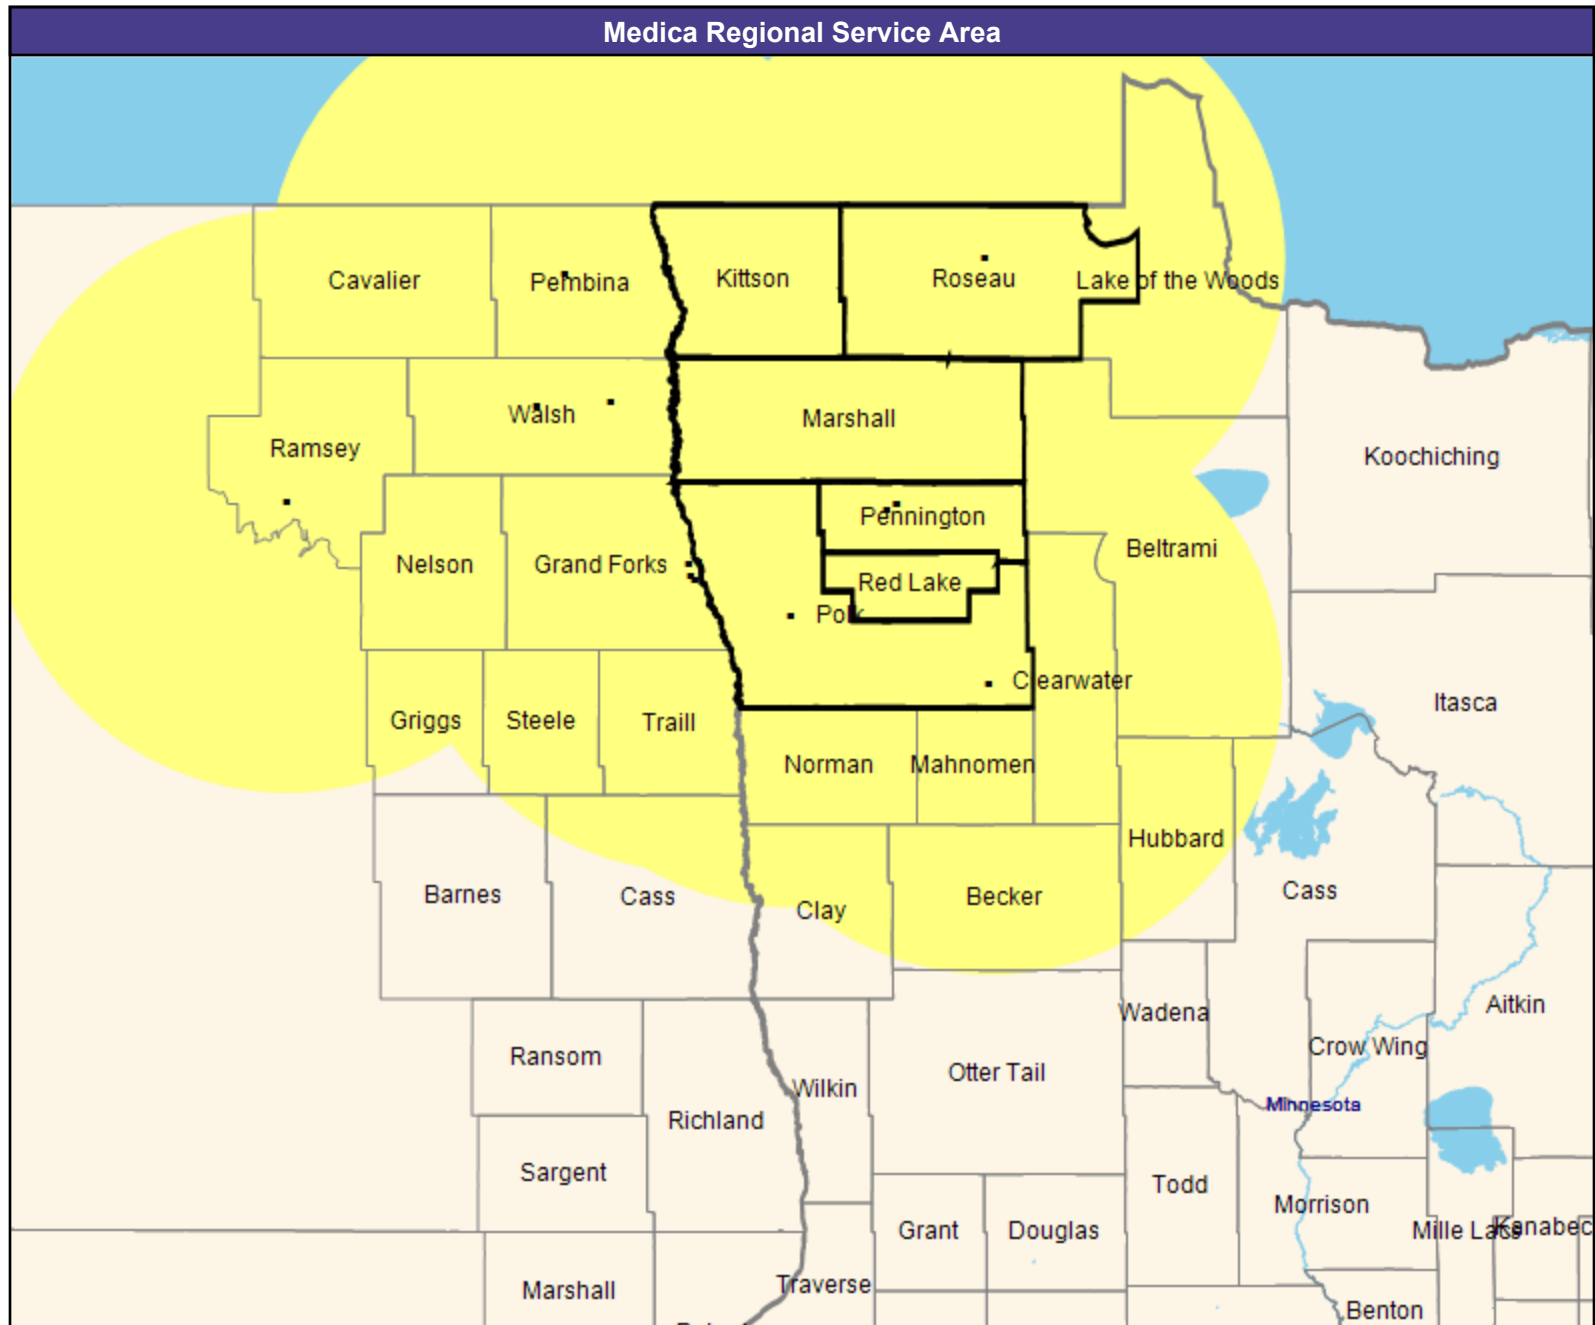 Medica Regional Service Area
Cavalier
Pembina
Kittson
Roseau
Lake of the Woods
Walsh
Marshall
Ramsey
Koochiching
Pennington
Beltrami
Nelson
Grand Forks
Red Lake
Polk
Clearwater
Griggs
Steele
Traill
Itasca
Norman
Mahnomen
Hubbard
Barnes
Cass
Clay
Becker
Cass
Wadena
Aitkin
Ransom
Crow Wing
Otter Tail
Wilkin
Minnesota
Richland
Sargent
Todd
Morrison
Grant
Douglas
Mille Lacs
Kanabec
Marshall
Traverse
Benton